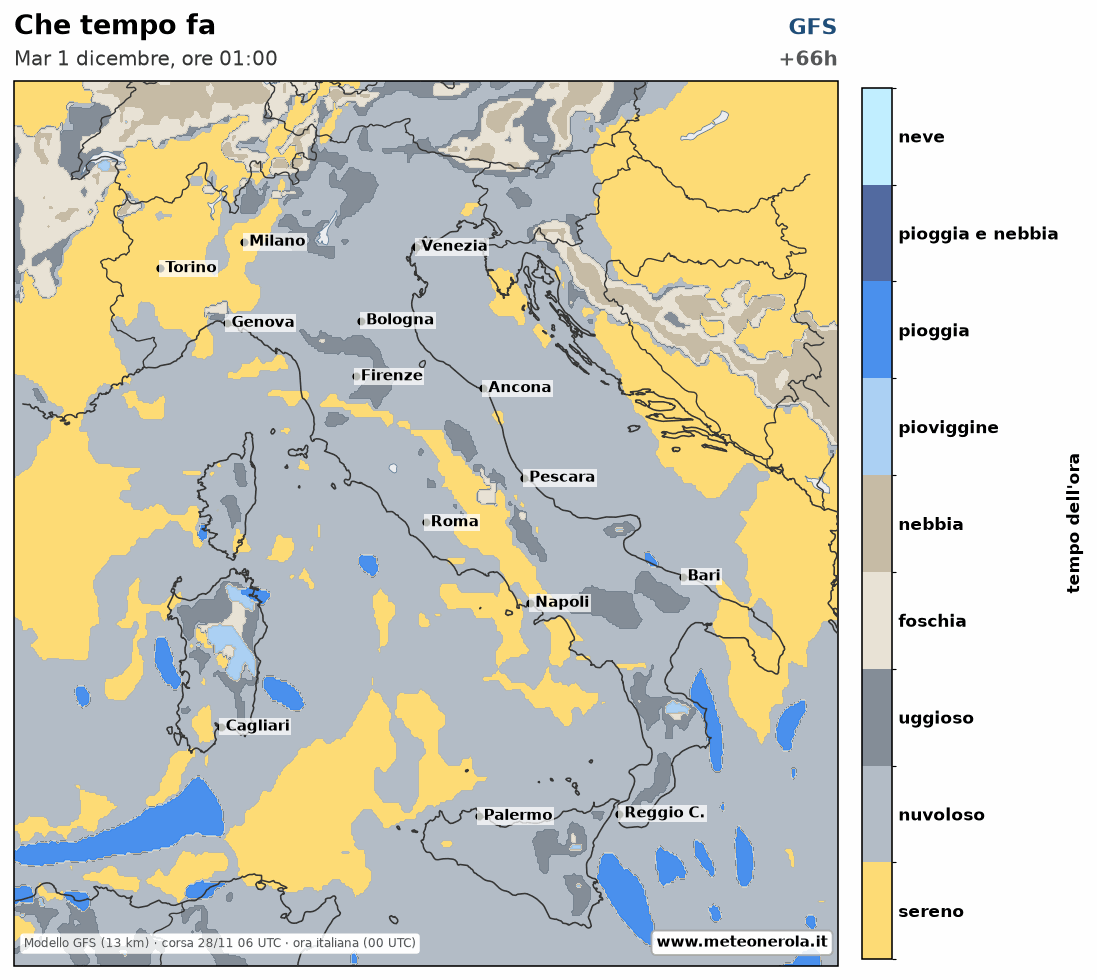 Che tempo fa
GFS
Mar 1 dicembre, ore 01:00
+66h
Milano
Venezia
Torino
Genova
Bologna
Firenze
Ancona
Pescara
Roma
Bari
Napoli
Cagliari
Palermo
Reggio C.
neve
pioggia e nebbia
pioggia
pioviggine
nebbia
foschia
uggioso
nuvoloso
sereno
tempo dell'ora
Modello GFS (13 km) · corsa 28/11 06 UTC · ora italiana (00 UTC)
www.meteonerola.it